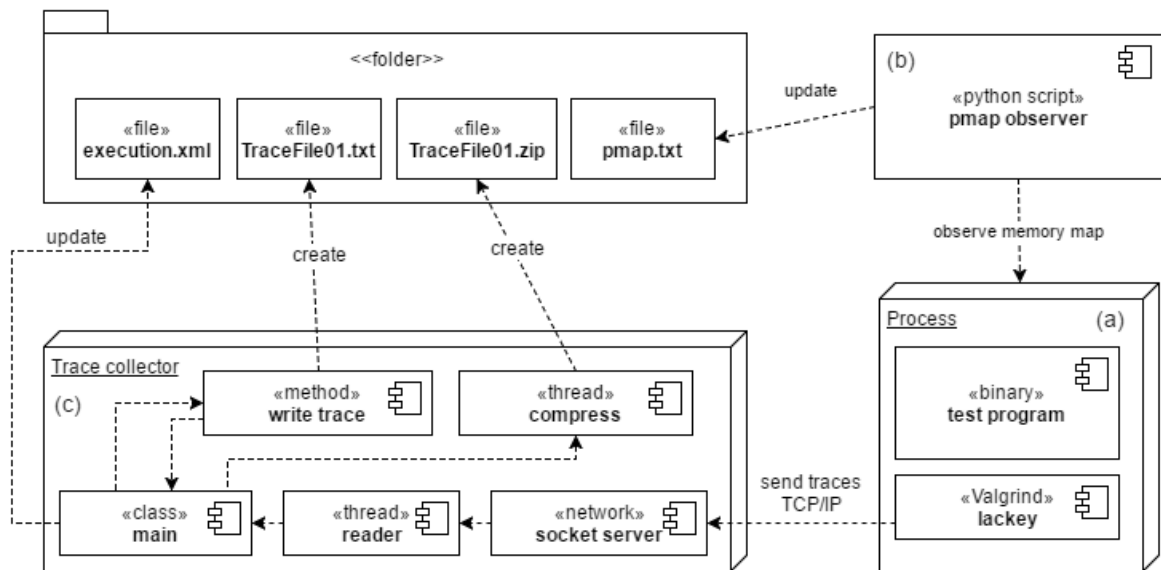 <<folder>>
«file»
execution.xml
«file»
TraceFile01.txt
«file»
TraceFile01.zip
«file»
pmap.txt
update
(b)
«python script»
pmap observer
update
create
create
observe memory map
Trace collector
(c)
«method»
write trace
«thread»
compress
«class»
main
«thread»
reader
«network»
socket server
send traces
TCP/IP
Process
(a)
«binary»
test program
«Valgrind»
lackey